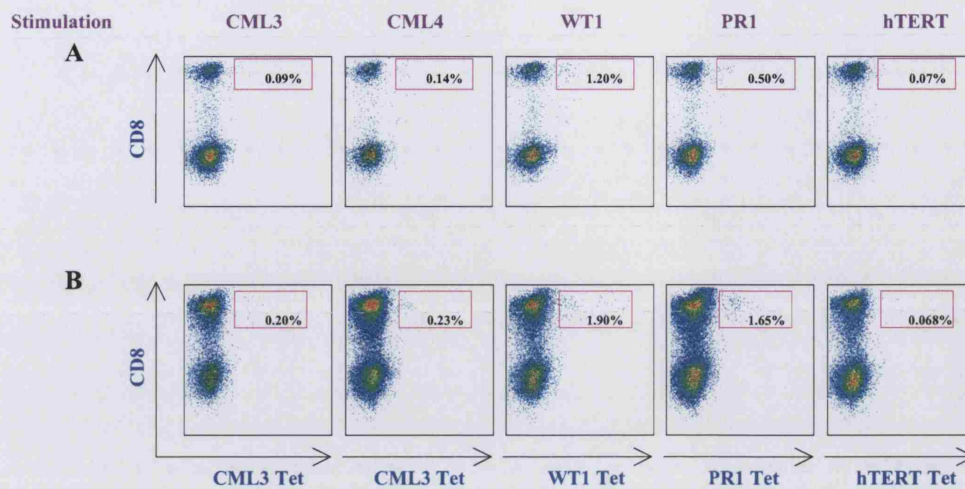 Stimulation CML3 CML4 WT1 PR1 hTERT
A
CD8
0.09% 0.14% 1.20% 0.50% 0.07%
B
CD8
0.20% 0.23% 1.90% 1.65% 0.068%
CML3 Tet CML3 Tet WT1 Tet PR1 Tet hTERT Tet